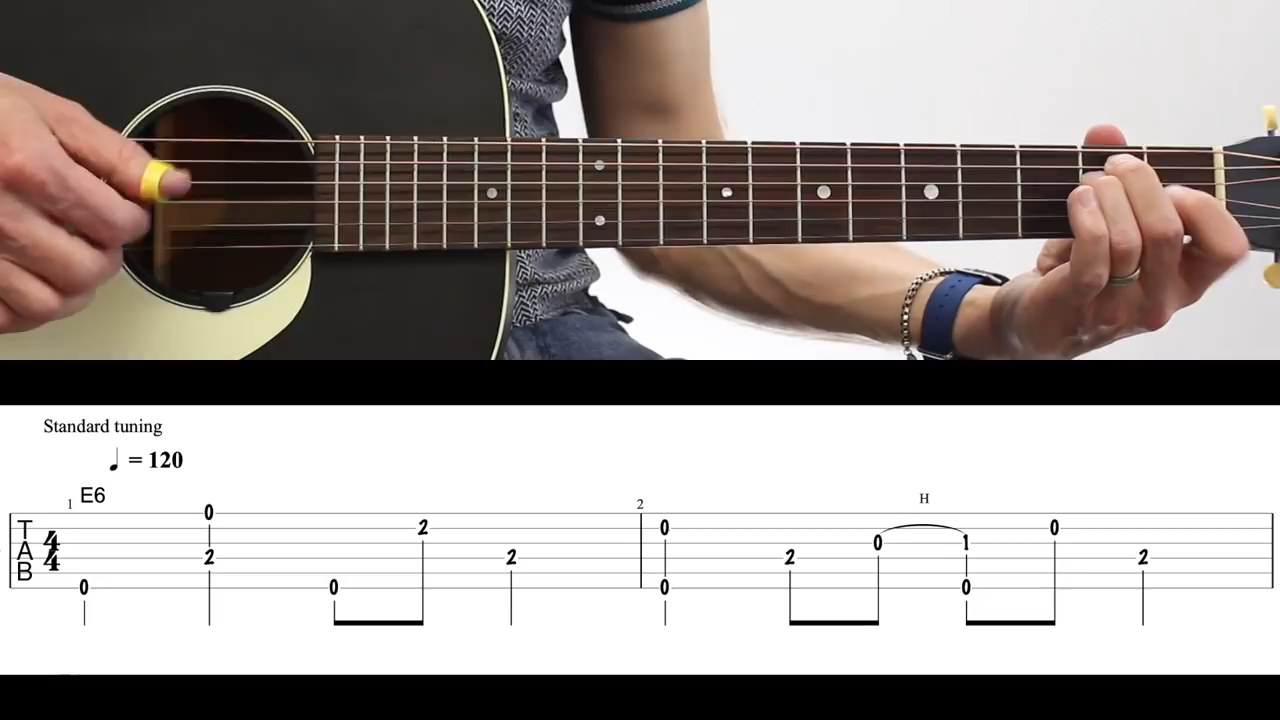 Standard tuning
♩ = 120
E6
1 2 H
0 2 0 0
T 4 0 1
A 4 2 2 2 2
B
0 0 0 0